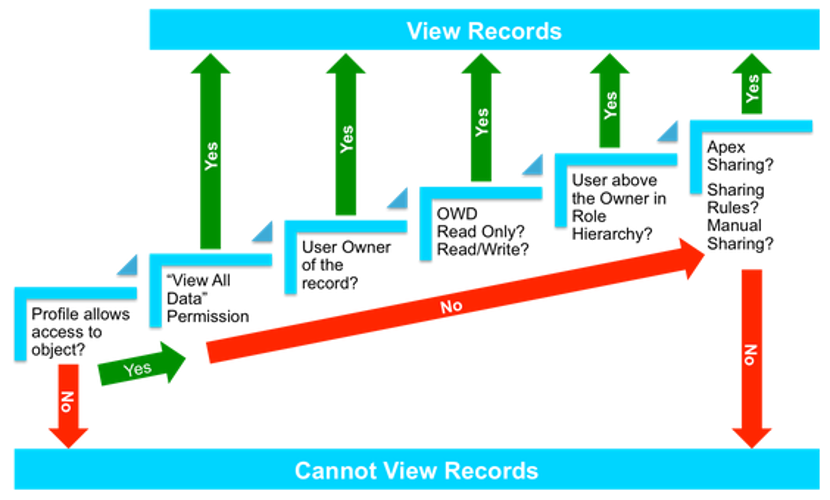 View Records
Yes
Yes
Yes
Yes
Yes
Profile allows
access to
object?
"View All
Data"
Permission
User Owner
of the
record?
OWD
Read Only?
Read/Write?
User above
the Owner in
Role
Hierarchy?
Apex
Sharing?
Sharing
Rules?
Manual
Sharing?
No
Yes
No
No
Cannot View Records